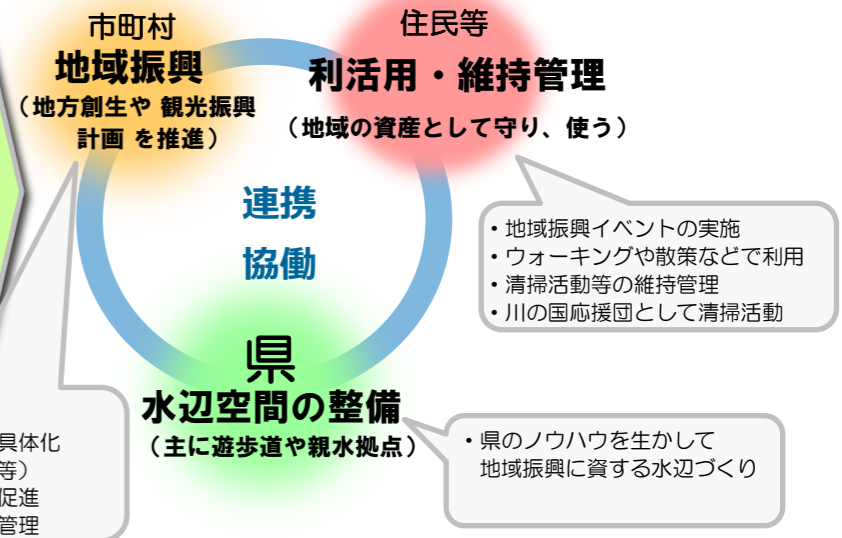 市町村
地域振興
（地方創生や 観光振興
計画 を推進）
住民等
利活用・維持管理
（地域の資産として守り、使う）
連携
協働
・地域振興イベントの実施
・ウォーキングや散策などで利用
・清掃活動等の維持管理
・川の国応援団として清掃活動
県
水辺空間の整備
（主に遊歩道や親水拠点）
・県のノウハウを生かして
地域振興に資する水辺づくり
具体化
等）
促進
管理